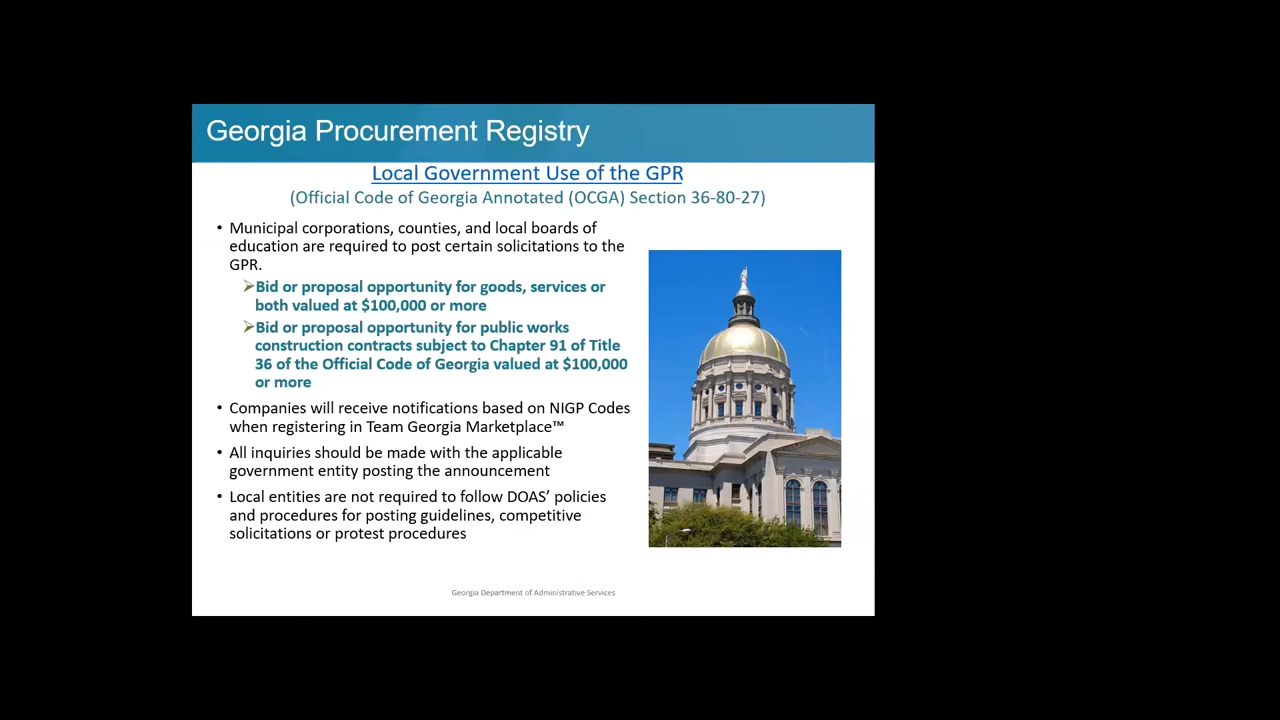 Georgia Procurement Registry
Local Government Use of the GPR
(Official Code of Georgia Annotated (OCGA) Section 36-80-27)
• Municipal corporations, counties, and local boards of
education are required to post certain solicitations to the
GPR.
➢Bid or proposal opportunity for goods, services or
both valued at $100,000 or more
➢Bid or proposal opportunity for public works
construction contracts subject to Chapter 91 of Title
36 of the Official Code of Georgia valued at $100,000
or more
• Companies will receive notifications based on NIGP Codes
when registering in Team Georgia Marketplace™
• All inquiries should be made with the applicable
government entity posting the announcement
• Local entities are not required to follow DOAS’ policies
and procedures for posting guidelines, competitive
solicitations or protest procedures
Georgia Department of Administrative Services